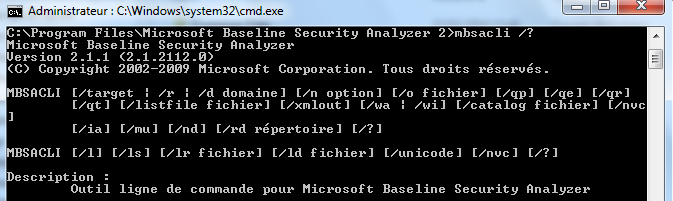 Administrateur : C:\Windows\system32\cmd.exe
C:\Program Files\Microsoft Baseline Security Analyzer 2>mbsacli /?
Microsoft Baseline Security Analyzer
Version 2.1.1 (2.1.2112.0)
(C) Copyright 2002-2009 Microsoft Corporation. Tous droits réservés.
MBSACLI [/target ¦ /r ¦ /d domaine] [/n option] [/o fichier] [/qp] [/qe] [/qr]
[/qt] [/listfile fichier] [/xmlout] [/wa ¦ /wi] [/catalog fichier] [/nvc
]
[/ia] [/mu] [/nd] [/rd répertoire] [/?]
MBSACLI [/l] [/ls] [/lr fichier] [/ld fichier] [/unicode] [/nvc] [/?]
Description :
Outil ligne de commande pour Microsoft Baseline Security Analyzer